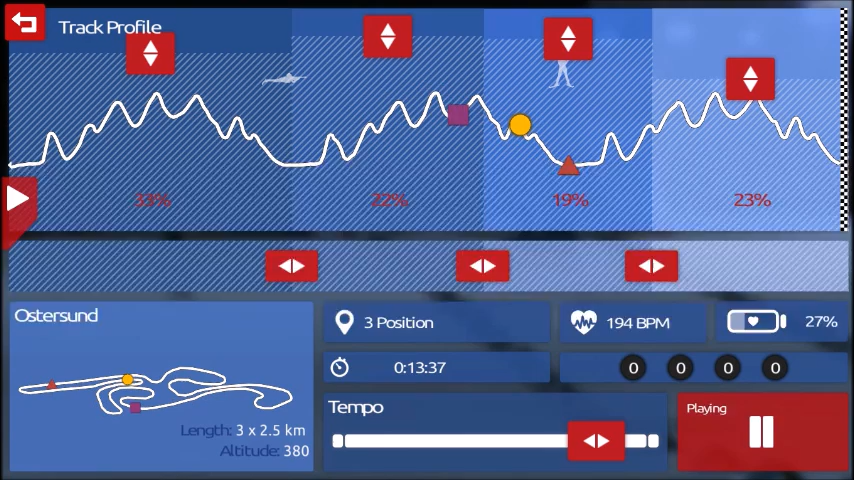 Track Profile
33%
22%
19%
23%
Ostersund
Length: 3 x 2.5 km
Altitude: 380
3 Position
194 BPM
27%
0:13:37
0 0 0 0
Tempo
Playing